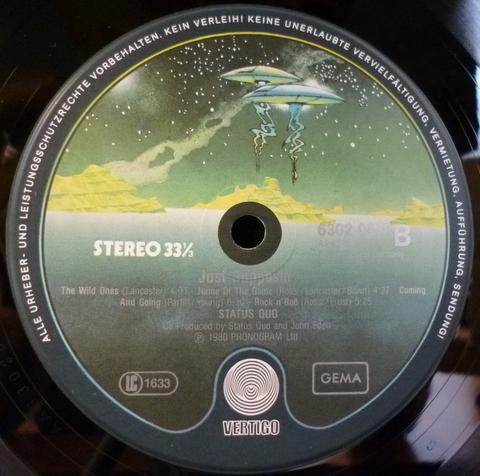 ALLE URHEBER- UND LEISTUNGSSCHUTZRECHTE VORBEHALTEN. KEIN VERLEIH! KEINE UNERLAUBTE VERVIELFÄLTIGUNG, VERMIETUNG, AUFFÜHRUNG, SENDUNG!
STEREO 33⅓
6302 B
Just Supposin'
The Wild Ones (Lancaster) 4:01 · Name Of The Game (Rossi/Lancaster/Bown) 4:27 · Coming
And Going (Parfitt/Young) · Rock'n'Roll (Rossi/Frost) 5:25
STATUS QUO
Co Produced by Status Quo and John Eden
℗ 1980 PHONOGRAM Ltd
LC 1633
GEMA
VERTIGO